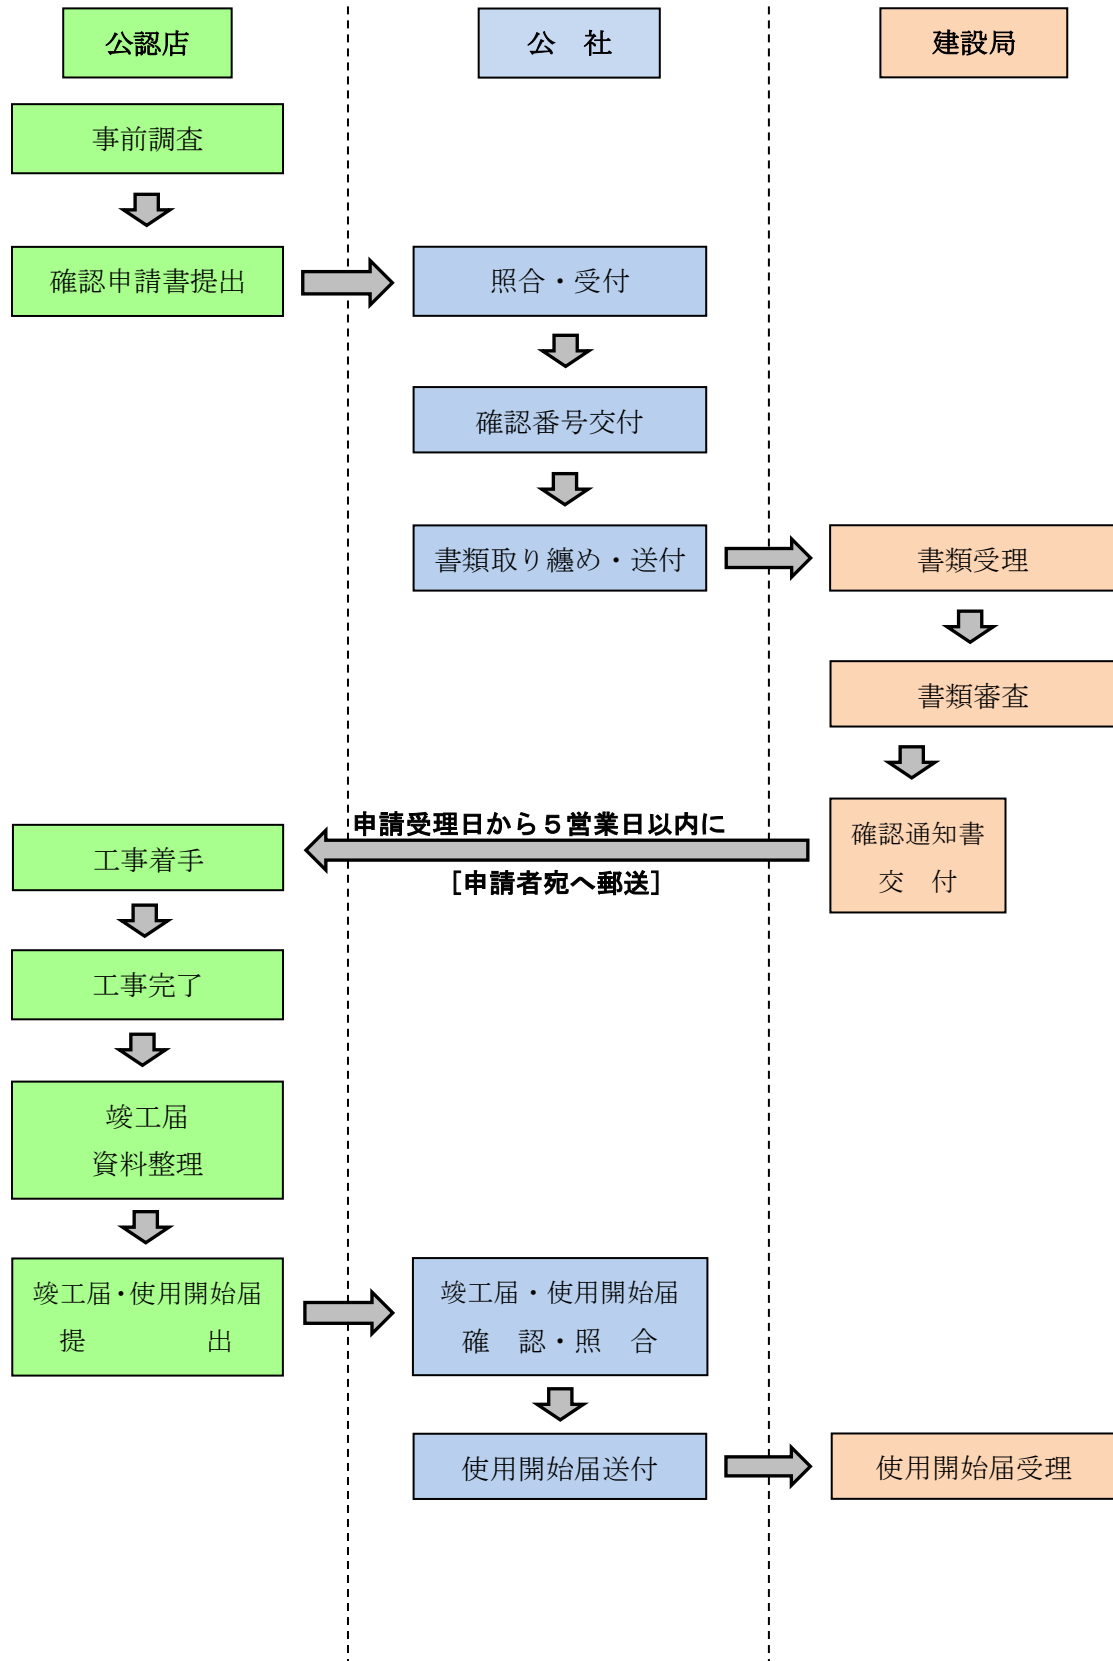 公認店
公　社
建設局
事前調査
確認申請書提出
照合・受付
確認番号交付
書類取り纏め・送付
書類受理
書類審査
確認通知書
交　付
申請受理日から５営業日以内に
[申請者宛へ郵送]
工事着手
工事完了
竣工届
資料整理
竣工届・使用開始届
提　　　　出
竣工届・使用開始届
確　認・照　合
使用開始届送付
使用開始届受理